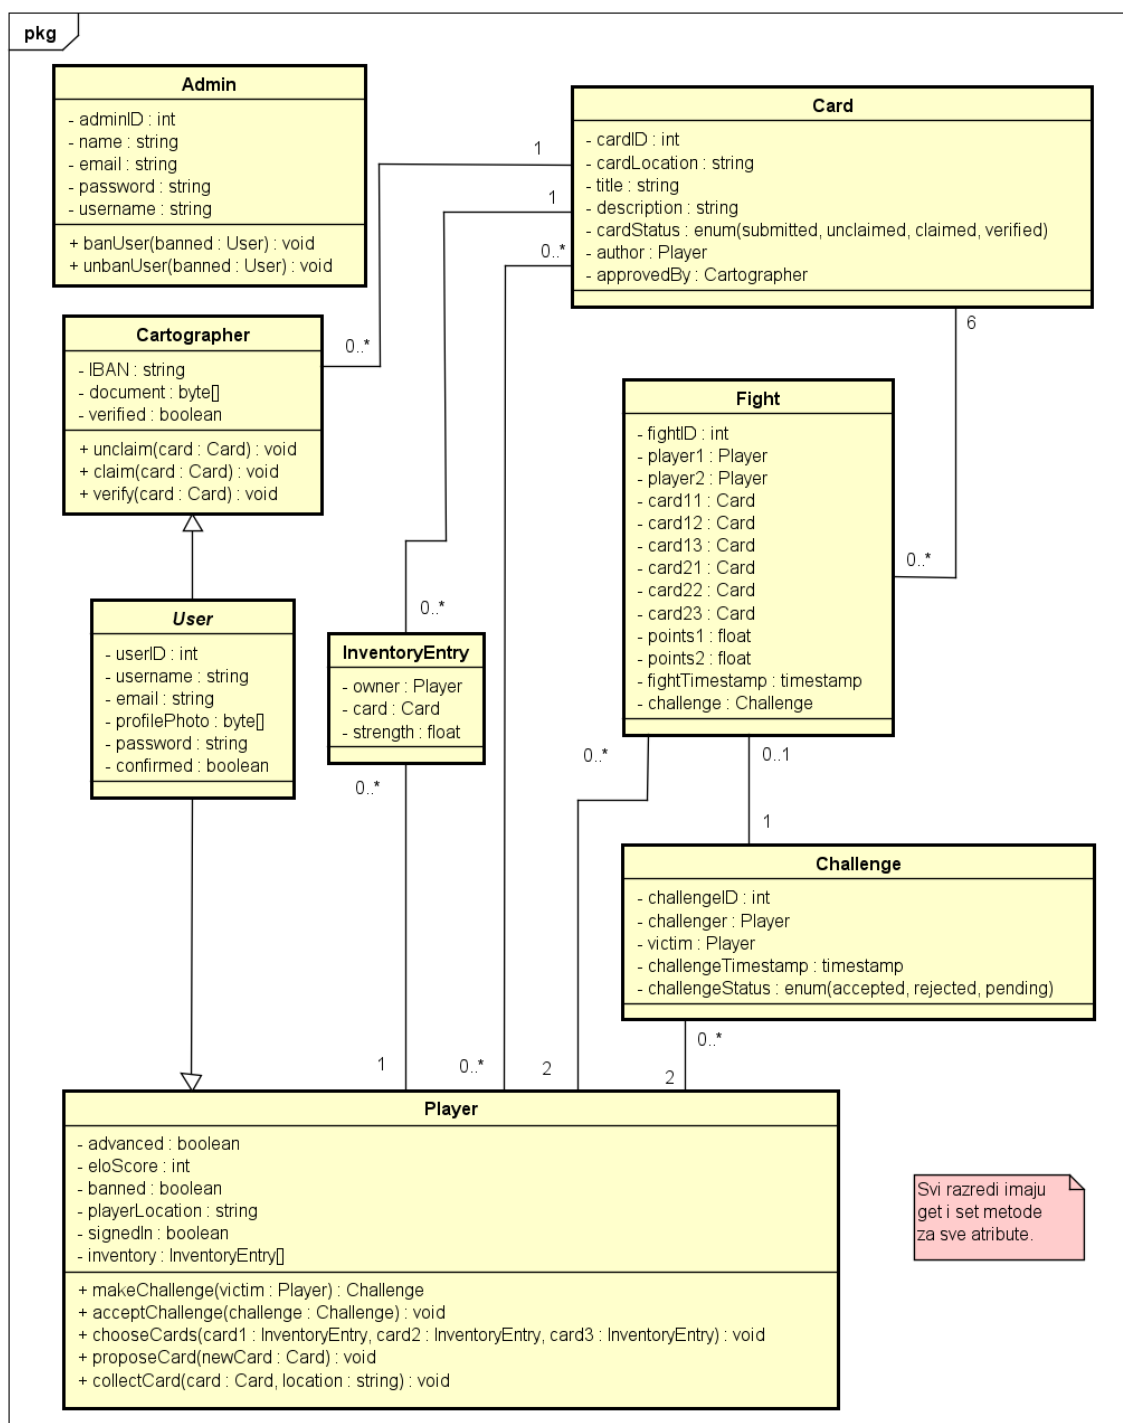 pkg
Admin
- adminID : int
- name : string
- email : string
- password : string
- username : string
+ banUser(banned : User) : void
+ unbanUser(banned : User) : void
Card
- cardID : int
- cardLocation : string
- title : string
- description : string
- cardStatus : enum(submitted, unclaimed, claimed, verified)
- author : Player
- approvedBy : Cartographer
1
1
0..*
6
Cartographer
- IBAN : string
- document : byte[]
- verified : boolean
+ unclaim(card : Card) : void
+ claim(card : Card) : void
+ verify(card : Card) : void
0..*
Fight
- fightID : int
- player1 : Player
- player2 : Player
- card11 : Card
- card12 : Card
- card13 : Card
- card21 : Card
- card22 : Card
- card23 : Card
- points1 : float
- points2 : float
- fightTimestamp : timestamp
- challenge : Challenge
0..*
User
- userID : int
- username : string
- email : string
- profilePhoto : byte[]
- password : string
- confirmed : boolean
0..*
InventoryEntry
- owner : Player
- card : Card
- strength : float
0..*
0..*
0..1
1
Challenge
- challengeID : int
- challenger : Player
- victim : Player
- challengeTimestamp : timestamp
- challengeStatus : enum(accepted, rejected, pending)
0..*
1
0..*
2
2
Player
- advanced : boolean
- eloScore : int
- banned : boolean
- playerLocation : string
- signedIn : boolean
- inventory : InventoryEntry[]
+ makeChallenge(victim : Player) : Challenge
+ acceptChallenge(challenge : Challenge) : void
+ chooseCards(card1 : InventoryEntry, card2 : InventoryEntry, card3 : InventoryEntry) : void
+ proposeCard(newCard : Card) : void
+ collectCard(card : Card, location : string) : void
Svi razredi imaju
get i set metode
za sve atribute.